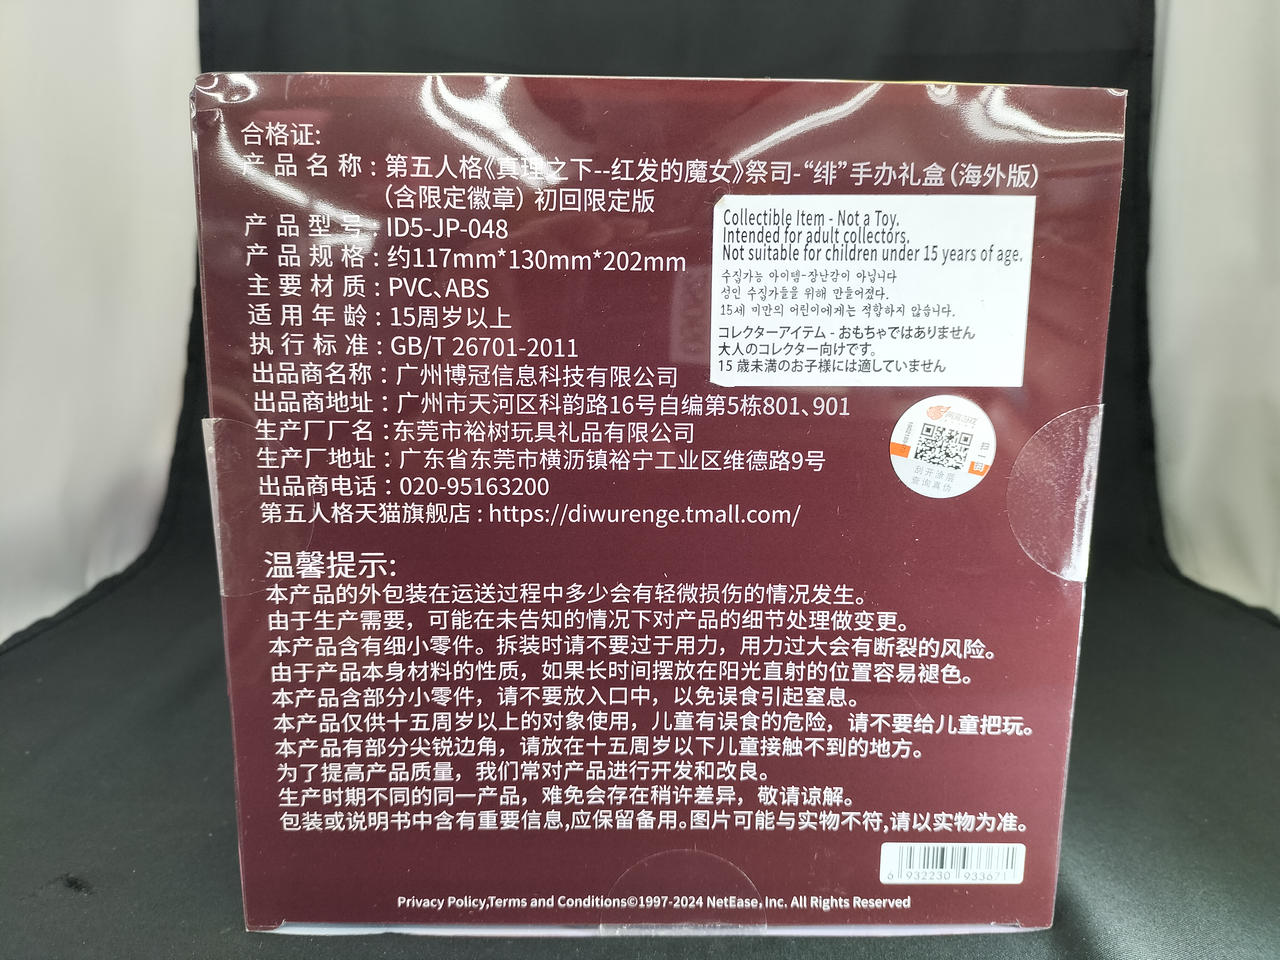 合格证:
产品名称：第五人格《真理之下--红发的魔女》祭司-“绯”手办礼盒（海外版）
（含限定徽章）初回限定版
产品型号：ID5-JP-048
产品规格：约117mm*130mm*202mm
主要材质：PVC、ABS
适用年龄：15周岁以上
执行标准：GB/T 26701-2011
出品商名称：广州博冠信息科技有限公司
出品商地址：广州市天河区科韵路16号自编第5栋801、901
生产厂厂名：东莞市裕树玩具礼品有限公司
生产厂地址：广东省东莞市横沥镇裕宁工业区维德路9号
出品商电话：020-95163200
第五人格天猫旗舰店：https://diwurenge.tmall.com/
Collectible Item - Not a Toy.
Intended for adult collectors.
Not suitable for children under 15 years of age.
수집가능 아이템-장난감이 아닙니다
성인 수집가들을 위해 만들어졌다.
15세 미만의 어린이에게는 적합하지 않습니다.
コレクターアイテム - おもちゃではありません
大人のコレクター向けです。
15 歳未満のお子様には適していません
刮开涂层
查询真伪
温馨提示:
本产品的外包装在运送过程中多少会有轻微损伤的情况发生。
由于生产需要，可能在未告知的情况下对产品的细节处理做变更。
本产品含有细小零件。拆装时请不要过于用力，用力过大会有断裂的风险。
由于产品本身材料的性质，如果长时间摆放在阳光直射的位置容易褪色。
本产品含部分小零件，请不要放入口中，以免误食引起窒息。
本产品仅供十五周岁以上的对象使用，儿童有误食的危险，请不要给儿童把玩。
本产品有部分尖锐边角，请放在十五周岁以下儿童接触不到的地方。
为了提高产品质量，我们常对产品进行开发和改良。
生产时期不同的同一产品，难免会存在稍许差异，敬请谅解。
包装或说明书中含有重要信息,应保留备用。图片可能与实物不符,请以实物为准。
6 932230 933671
Privacy Policy,Terms and Conditions©1997-2024 NetEase, Inc. All Rights Reserved